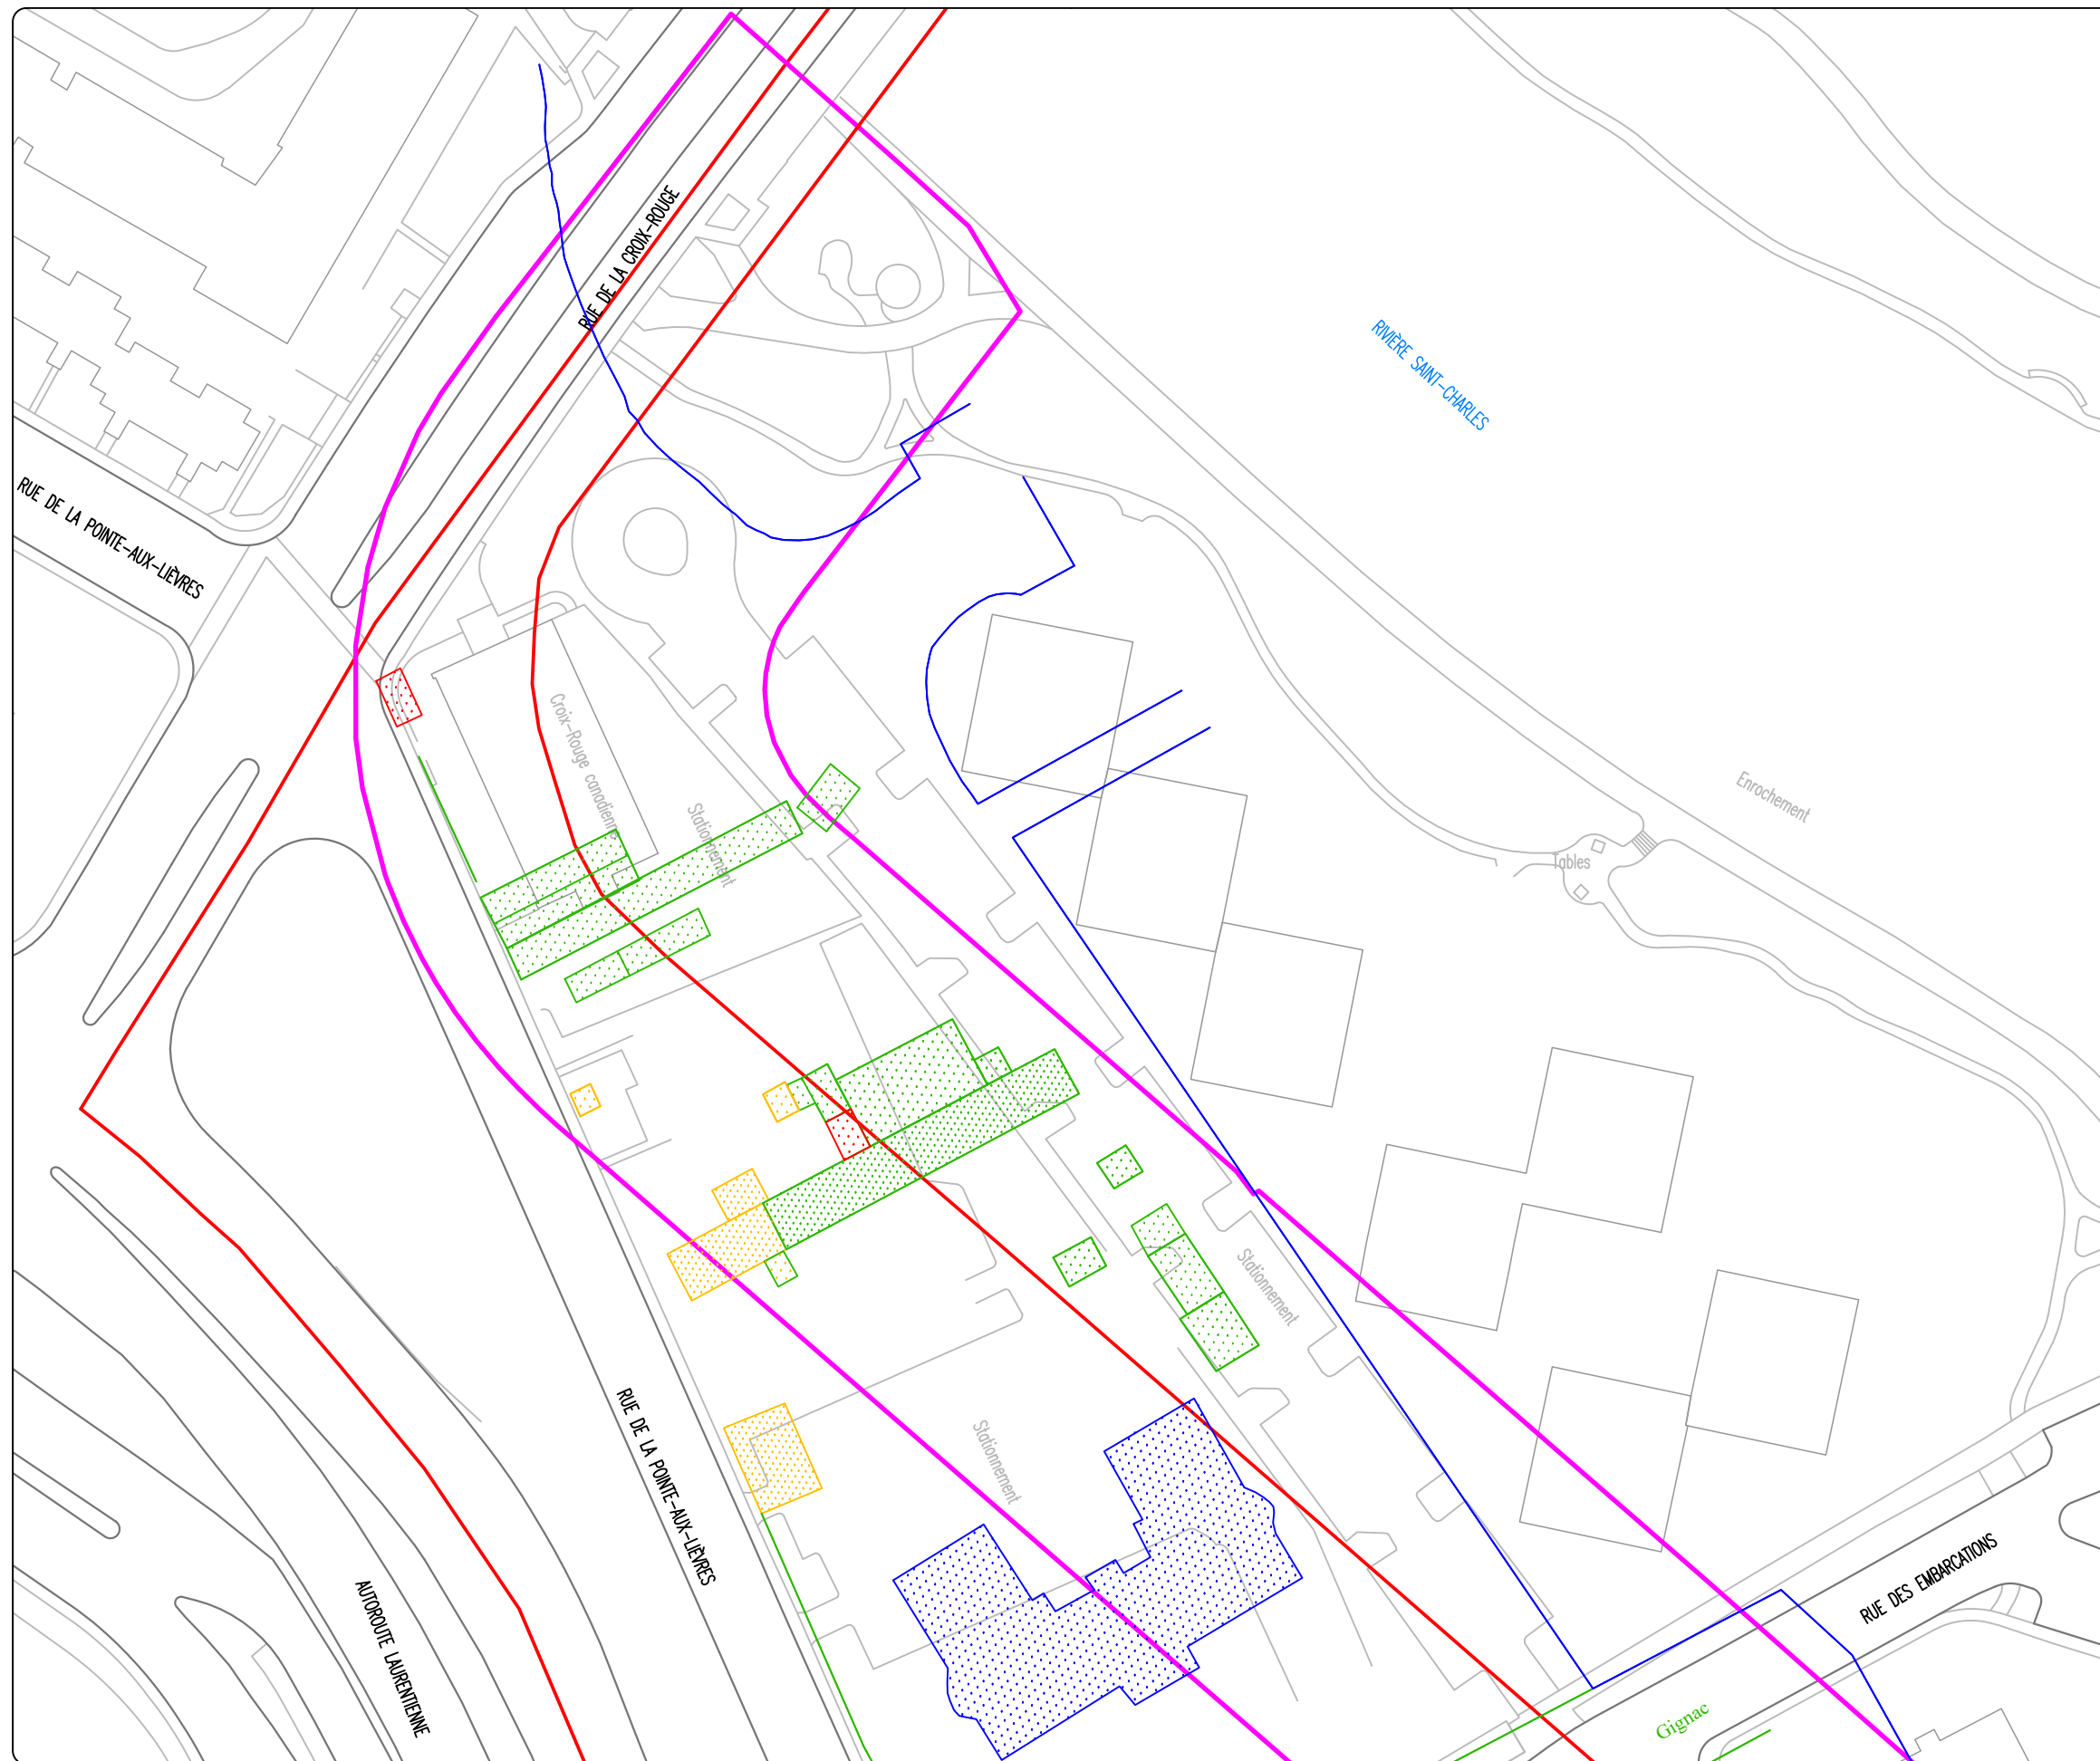 RUE DE LA CROIX-ROUGE
RIVIÈRE SAINT-CHARLES
RUE DE LA POINTE-AUX-LIÈVRES
Croix-Rouge canadienne
Stationnement
Enrochement
Tables
Stationnement
RUE DE LA POINTE-AUX-LIÈVRES
Stationnement
AUTOROUTE LAURENTIENNE
RUE DES EMBARCATIONS
Gignac